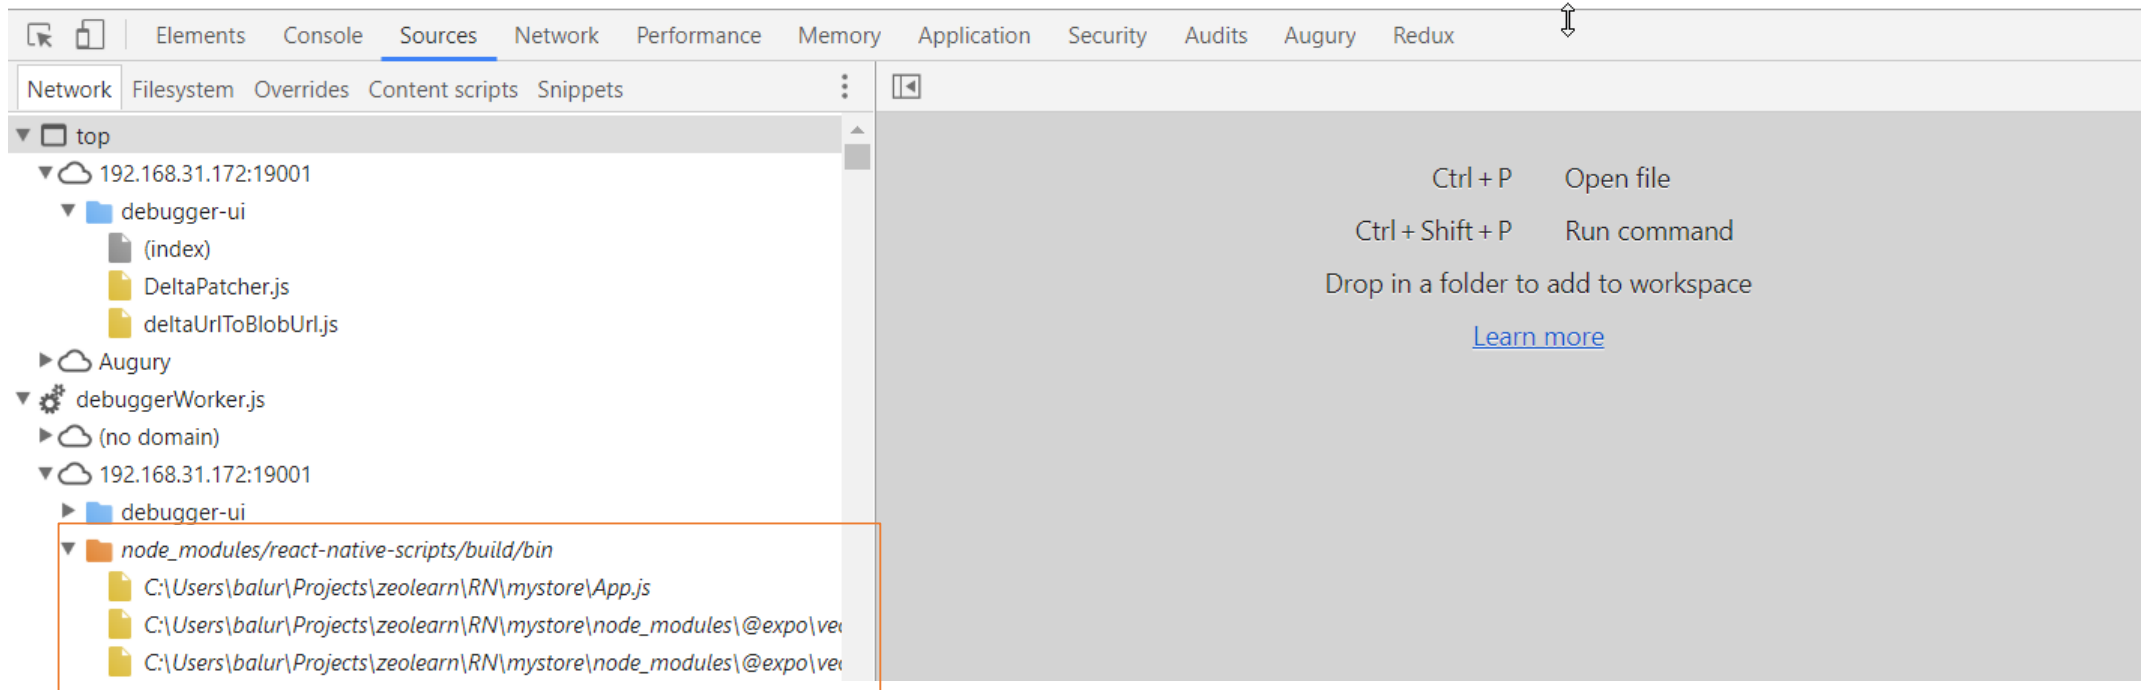 Elements Console Sources Network Performance Memory Application Security Audits Augury Redux
Network Filesystem Overrides Content scripts Snippets
top
192.168.31.172:19001
debugger-ui
(index)
DeltaPatcher.js
deltaUrlToBlobUrl.js
Augury
debuggerWorker.js
(no domain)
192.168.31.172:19001
debugger-ui
node_modules/react-native-scripts/build/bin
C:\Users\balur\Projects\zeolearn\RN\mystore\App.js
C:\Users\balur\Projects\zeolearn\RN\mystore\node_modules\@expo\vec
C:\Users\balur\Projects\zeolearn\RN\mystore\node_modules\@expo\vec
Ctrl + P Open file
Ctrl + Shift + P Run command
Drop in a folder to add to workspace
Learn more